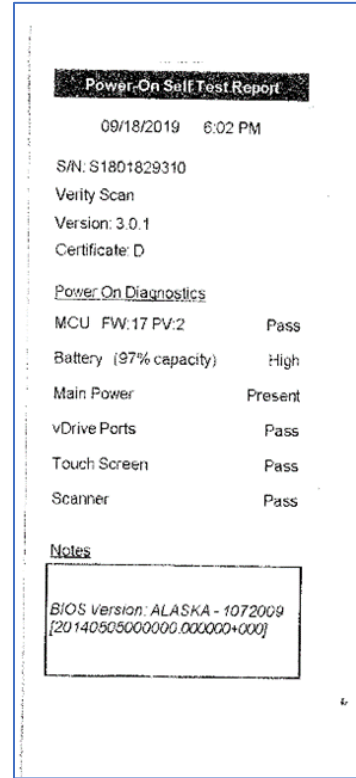 Power-On Self Test Report
09/18/2019 6:02 PM
S/N: S1801829310
Verity Scan
Version: 3.0.1
Certificate: D
Power On Diagnostics
MCU FW:17 PV:2 Pass
Battery (97% capacity) High
Main Power Present
vDrive Ports Pass
Touch Screen Pass
Scanner Pass
Notes
BIOS Version: ALASKA - 1072009
[20140505000000.000000+000]